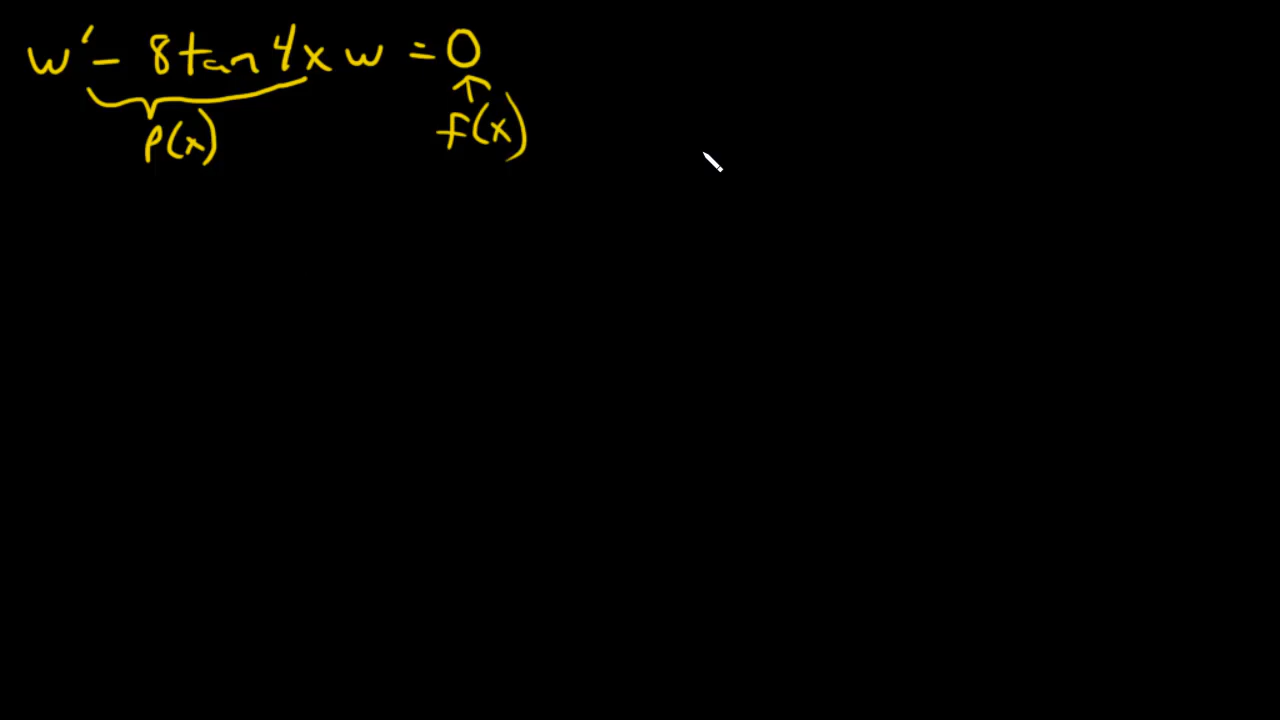 w′ - 8tan4x w = 0
P(x) f(x)